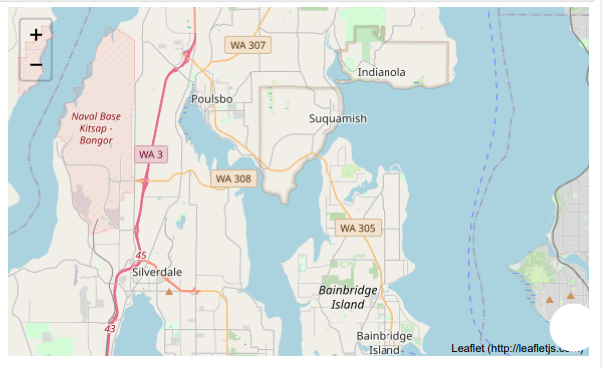 +
−
WA 307
Indianola
Poulsbo
Suquamish
Naval Base
Kitsap -
Bangor
WA 3
WA 308
WA 305
45
Silverdale
Bainbridge
Island
43
Bainbridge
Island
Leaflet (http://leafletjs.com)